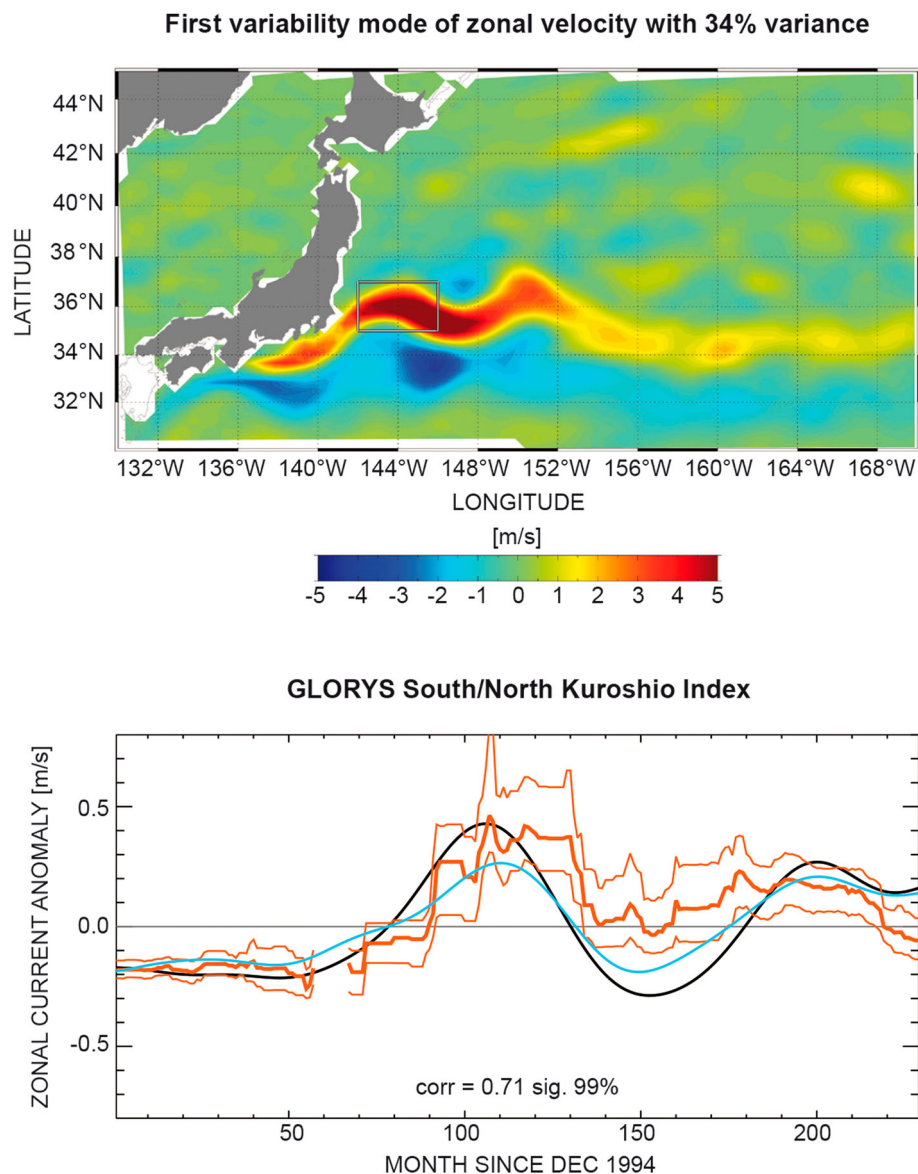 First variability mode of zonal velocity with 34% variance
44°N
42°N
40°N
38°N
36°N
34°N
32°N
LATITUDE
132°W 136°W 140°W 144°W 148°W 152°W 156°W 160°W 164°W 168°W
LONGITUDE
[m/s]
-5 -4 -3 -2 -1 0 1 2 3 4 5
GLORYS South/North Kuroshio Index
ZONAL CURRENT ANOMALY [m/s]
0.5
0.0
-0.5
corr = 0.71 sig. 99%
50 100 150 200
MONTH SINCE DEC 1994